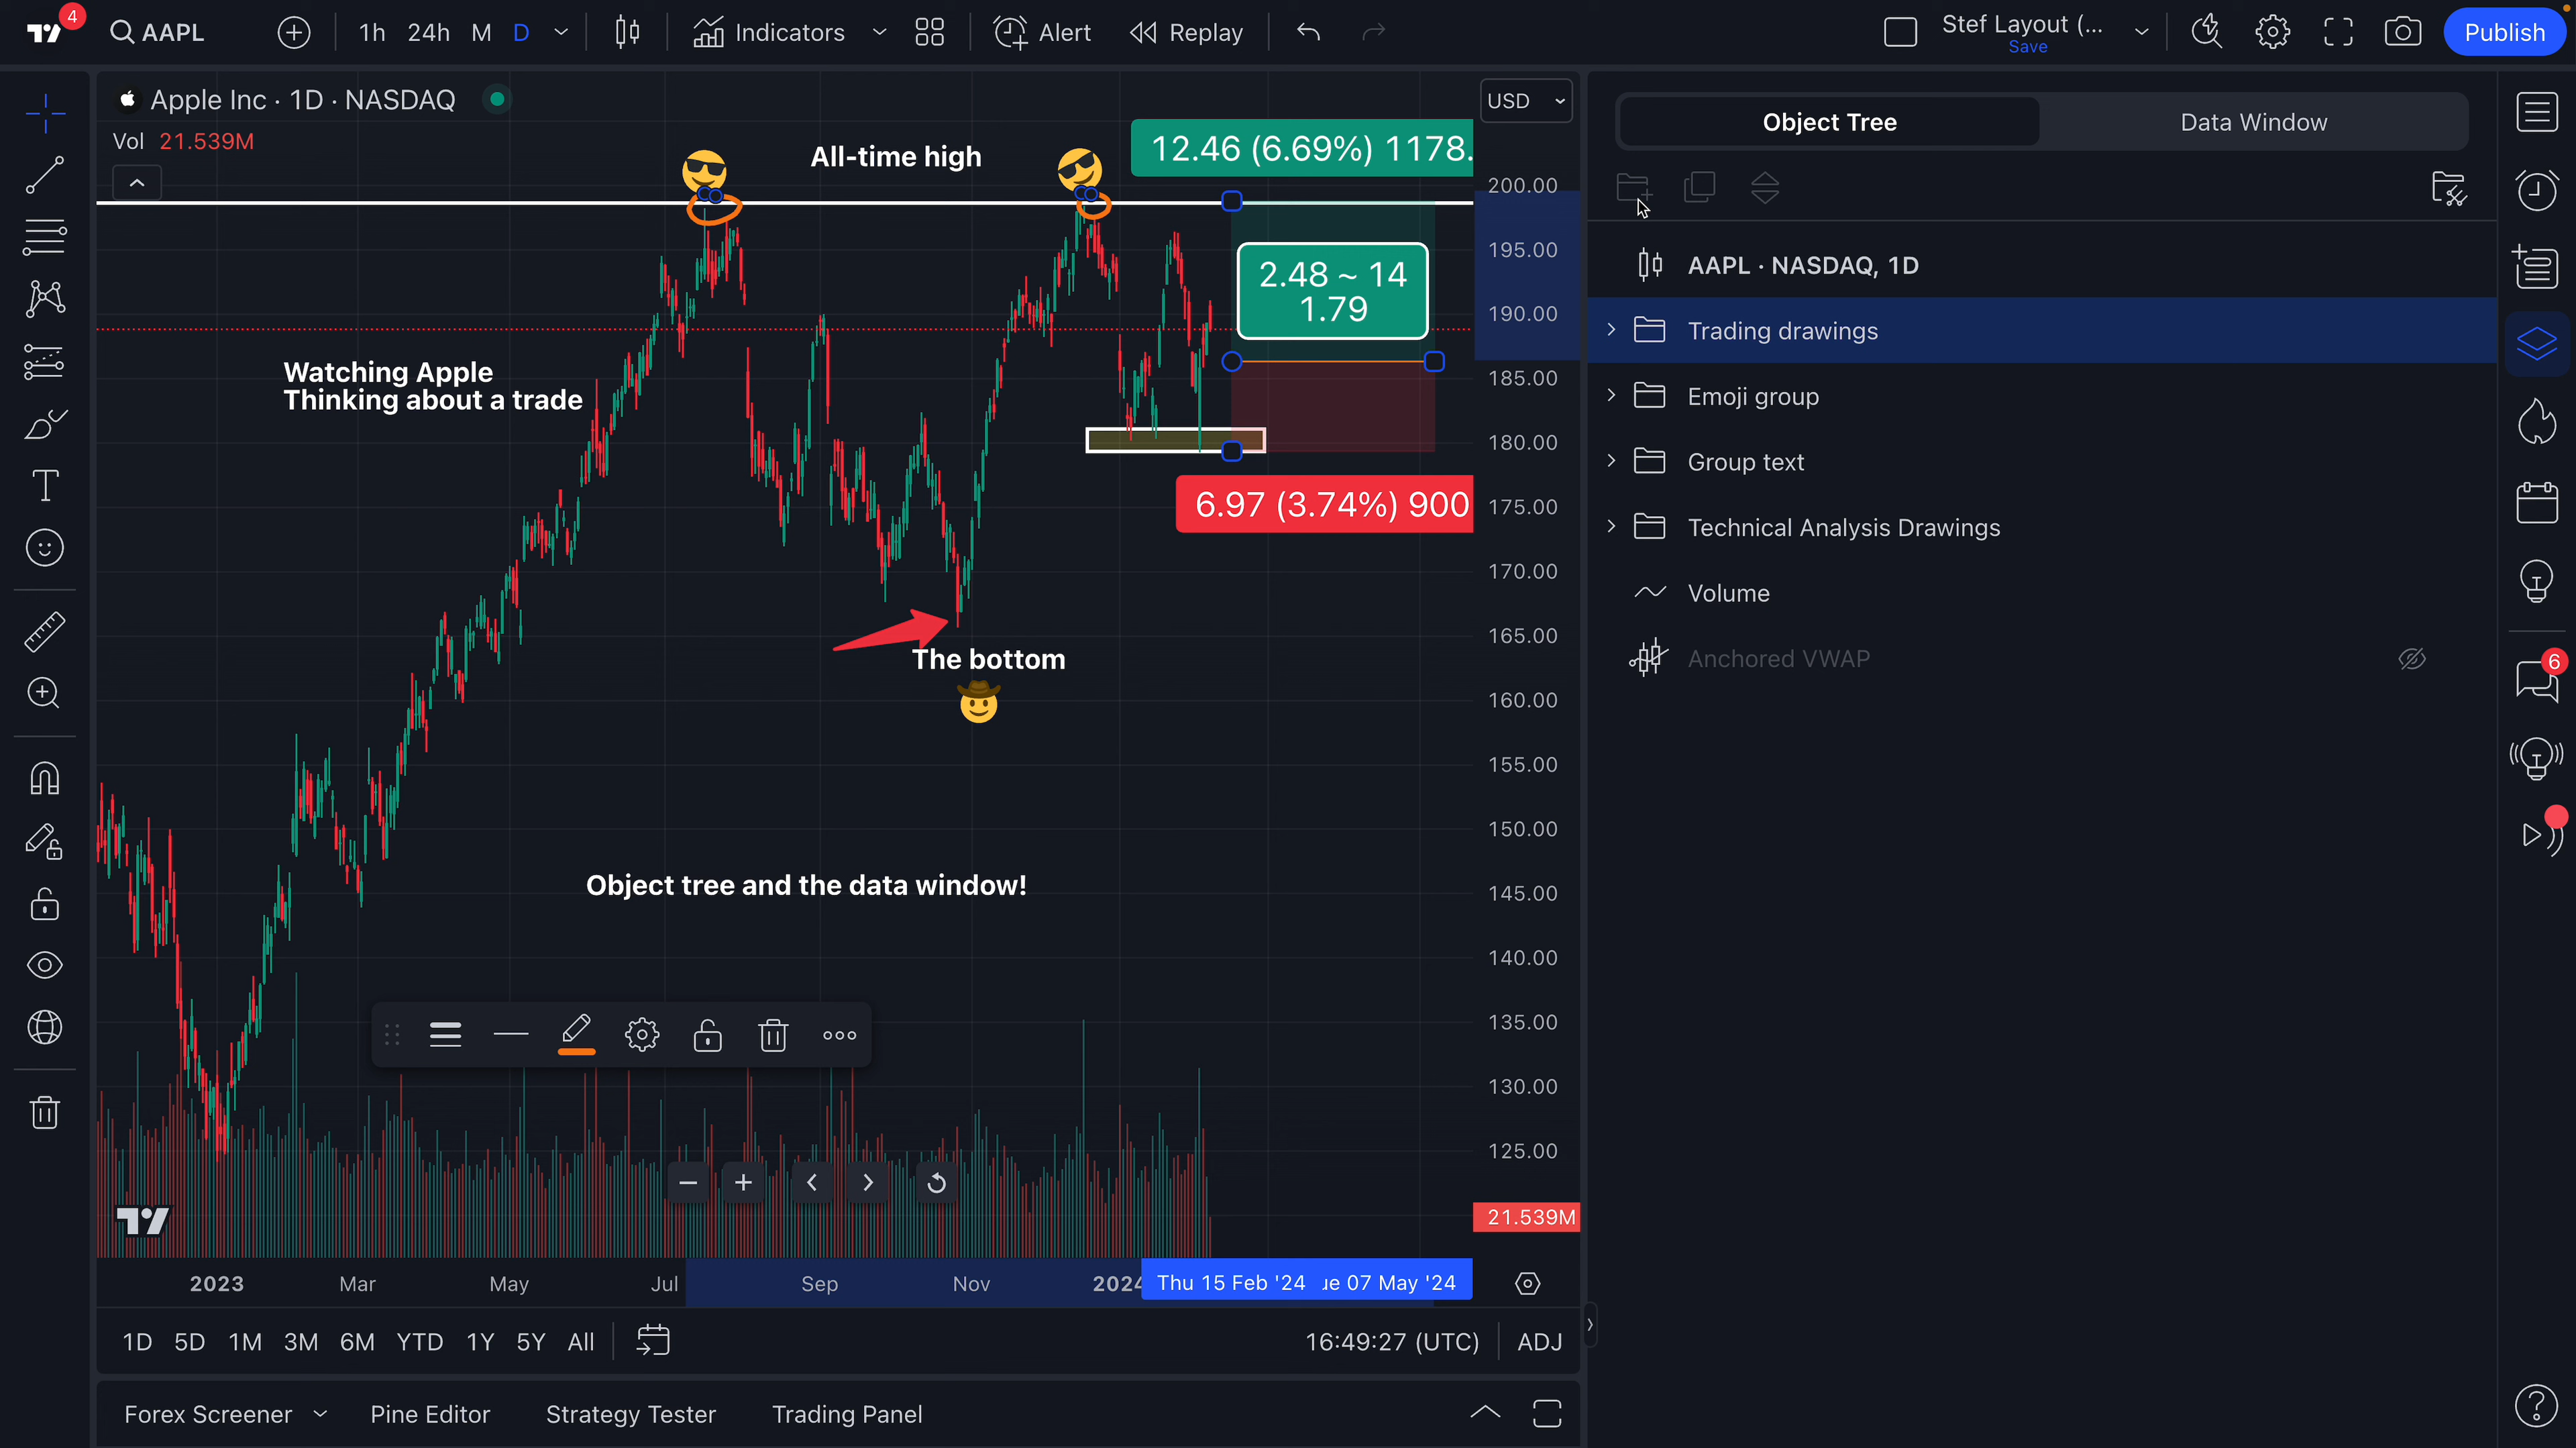 4
AAPL
1h 24h M D
Indicators
Alert
Replay
Stef Layout (...
Save
Publish
Apple Inc · 1D · NASDAQ
Vol 21.539M
All-time high
12.46 (6.69%) 1178.
USD
200.00
195.00
190.00
185.00
180.00
175.00
170.00
165.00
160.00
155.00
150.00
145.00
140.00
135.00
130.00
125.00
21.539M
2.48 ~ 14
1.79
Watching Apple
Thinking about a trade
6.97 (3.74%) 900
The bottom
Object tree and the data window!
2023 Mar May Jul Sep Nov 2024
Thu 15 Feb '24 ue 07 May '24
1D 5D 1M 3M 6M YTD 1Y 5Y All
16:49:27 (UTC) ADJ
Forex Screener Pine Editor Strategy Tester Trading Panel
Object Tree Data Window
AAPL · NASDAQ, 1D
Trading drawings
Emoji group
Group text
Technical Analysis Drawings
Volume
Anchored VWAP
6